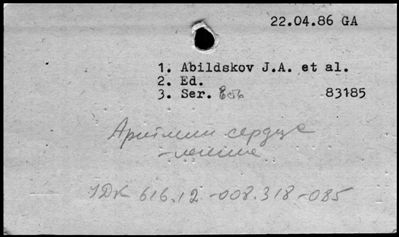 22.04.86 GA
1. Abildskov J.A. et al.
2. Ed.
3. Ser. 83185
Аритмии сердца
-лечение
УДК 616.12-008.318-085